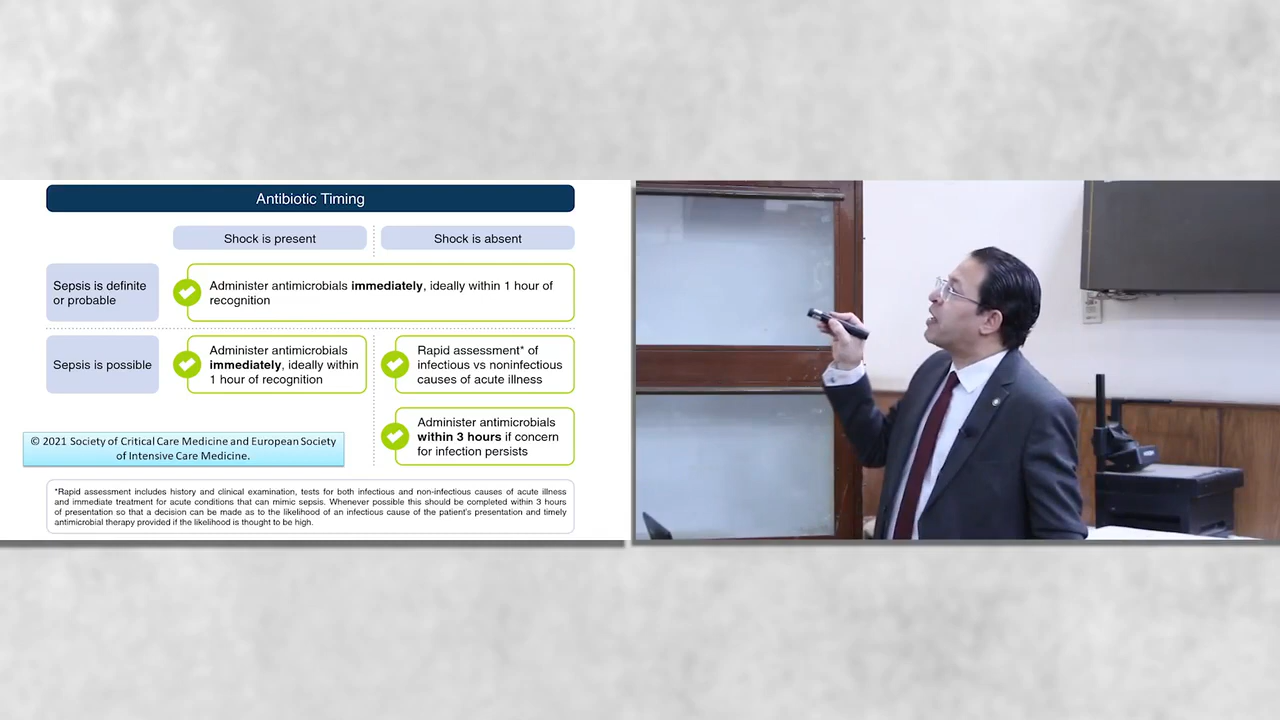 Antibiotic Timing
Shock is present
Shock is absent
Sepsis is definite
or probable
Administer antimicrobials immediately, ideally within 1 hour of
recognition
Sepsis is possible
Administer antimicrobials
immediately, ideally within
1 hour of recognition
Rapid assessment* of
infectious vs noninfectious
causes of acute illness
Administer antimicrobials
within 3 hours if concern
for infection persists
© 2021 Society of Critical Care Medicine and European Society
of Intensive Care Medicine.
*Rapid assessment includes history and clinical examination, tests for both infectious and non-infectious causes of acute illness
and immediate treatment for acute conditions that can mimic sepsis. Whenever possible this should be completed within 3 hours
of presentation so that a decision can be made as to the likelihood of an infectious cause of the patient's presentation and timely
antimicrobial therapy provided if the likelihood is thought to be high.